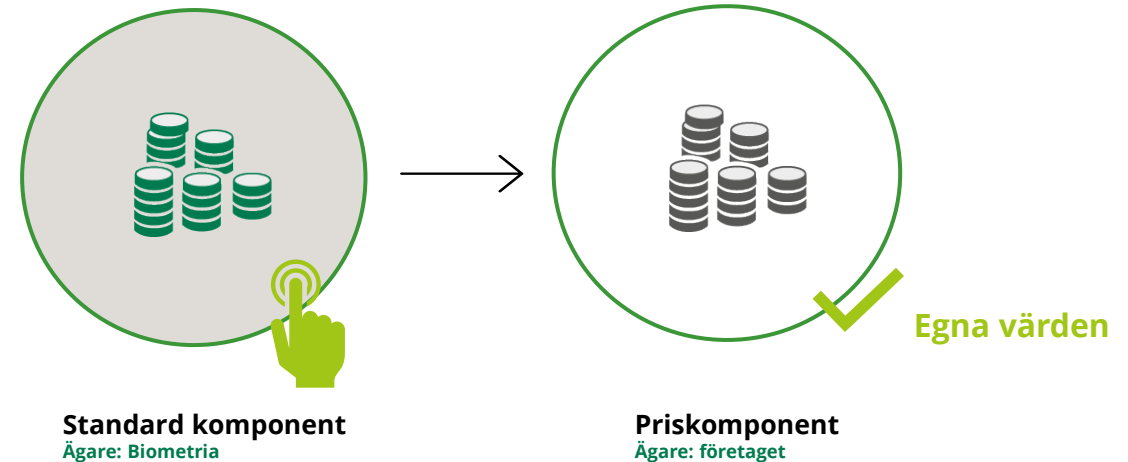 Egna värden
Standard komponent
Ägare: Biometria
Priskomponent
Ägare: företaget